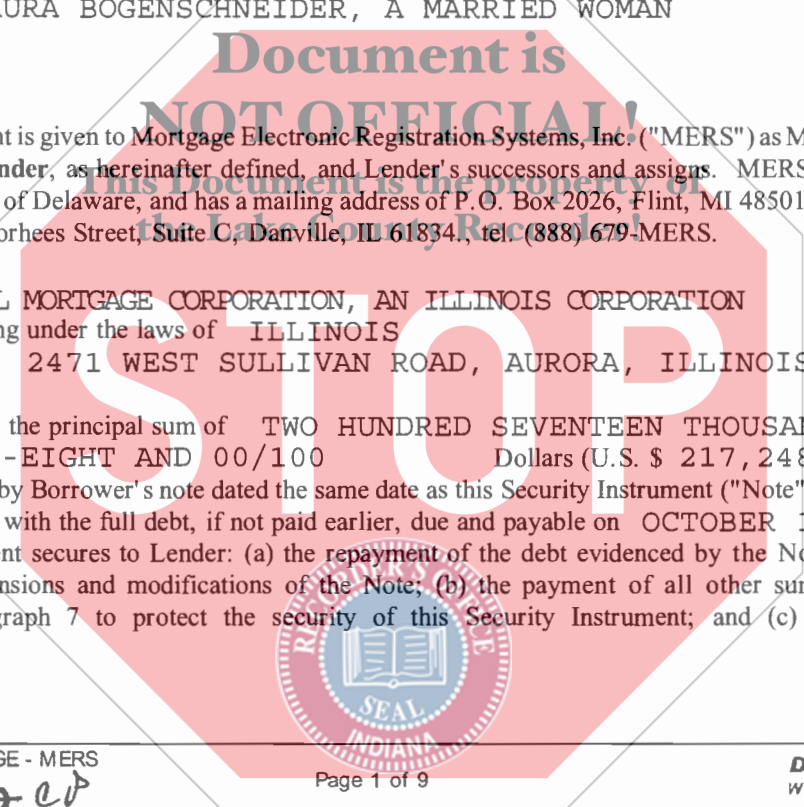 AURA BOGENSCHNEIDER, A MARRIED WOMAN
Document is
NOT OFFICIAL!
nt is given to Mortgage Electronic Registration Systems, Inc. ("MERS") as M
nder, as hereinafter defined, and Lender's successors and assigns. MERS
This Document is the property of
of Delaware, and has a mailing address of P.O. Box 2026, Flint, MI 48501
the Lake County Recorder!
orhees Street, Suite C, Danville, IL 61834., tel. (888) 679-MERS.
L MORTGAGE CORPORATION, AN ILLINOIS CORPORATION
ng under the laws of ILLINOIS
2471 WEST SULLIVAN ROAD, AURORA, ILLINOIS
STOP
the principal sum of TWO HUNDRED SEVENTEEN THOUSAN
-EIGHT AND 00/100 Dollars (U.S. $ 217,248
by Borrower's note dated the same date as this Security Instrument ("Note"
with the full debt, if not paid earlier, due and payable on OCTOBER 1
ent secures to Lender: (a) the repayment of the debt evidenced by the No
nsions and modifications of the Note; (b) the payment of all other sum
graph 7 to protect the security of this Security Instrument; and (c)
RECORDER'S OFFICE
SEAL
INDIANA
GE - MERS
Page 1 of 9
D
w